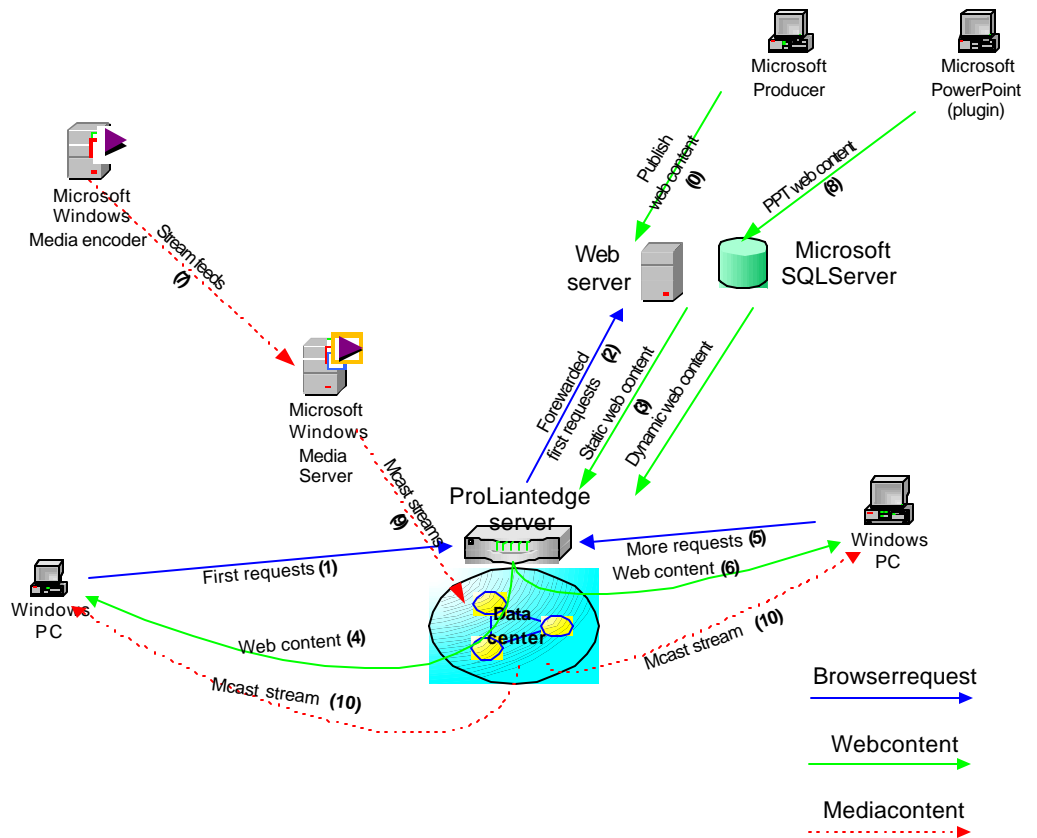 Microsoft
Producer
Microsoft
PowerPoint
(plugin)
Microsoft
Windows
Media encoder
Publish
web content
(0)
PPT web content
(8)
Stream feeds
(7)
Web
server
Microsoft
SQLServer
Microsoft
Windows
Media
Server
Forewarded
first requests (2)
Static web content
(3)
Dynamic web content
Mcast streams
(9)
ProLiantedge
server
Windows
PC
First requests (1)
More requests (5)
Web content (6)
Windows
PC
Data
center
Web content (4)
Mcast stream (10)
Mcast stream (10)
Browserrequest
Webcontent
Mediacontent